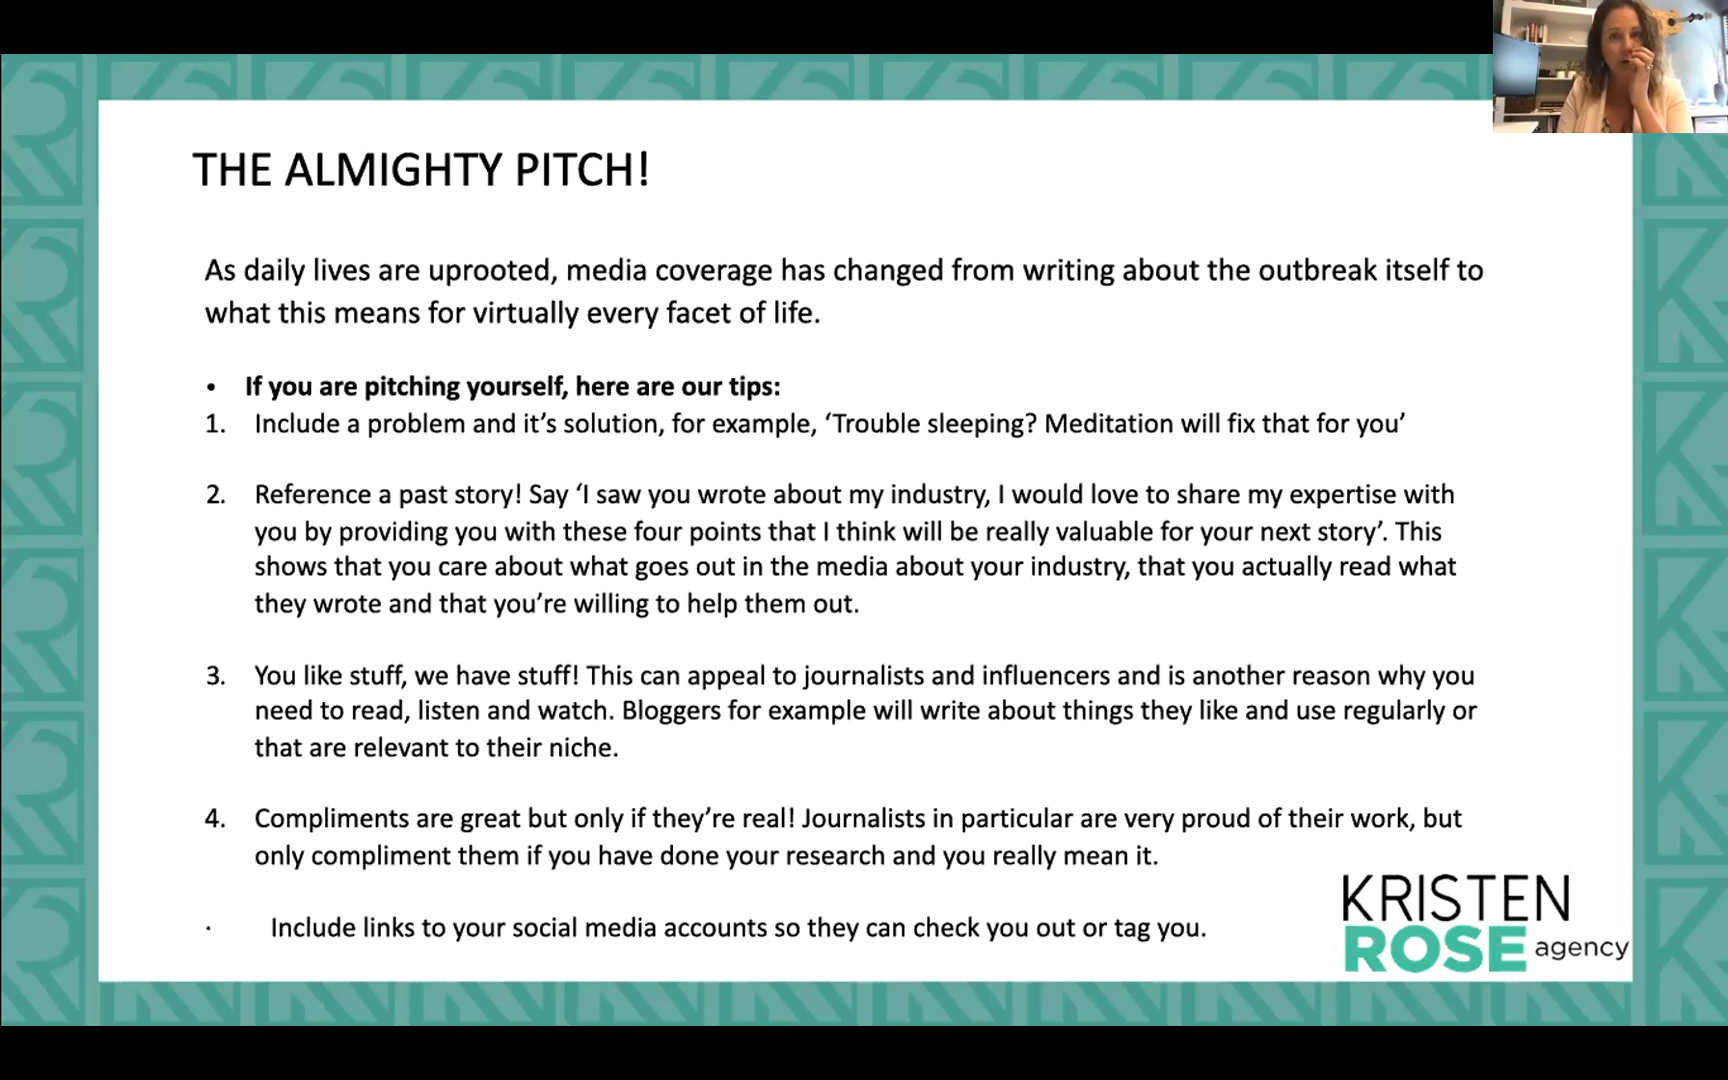 THE ALMIGHTY PITCH!
As daily lives are uprooted, media coverage has changed from writing about the outbreak itself to
what this means for virtually every facet of life.
• If you are pitching yourself, here are our tips:
1. Include a problem and it’s solution, for example, ‘Trouble sleeping? Meditation will fix that for you’
2. Reference a past story! Say ‘I saw you wrote about my industry, I would love to share my expertise with
you by providing you with these four points that I think will be really valuable for your next story’. This
shows that you care about what goes out in the media about your industry, that you actually read what
they wrote and that you’re willing to help them out.
3. You like stuff, we have stuff! This can appeal to journalists and influencers and is another reason why you
need to read, listen and watch. Bloggers for example will write about things they like and use regularly or
that are relevant to their niche.
4. Compliments are great but only if they’re real! Journalists in particular are very proud of their work, but
only compliment them if you have done your research and you really mean it.
· Include links to your social media accounts so they can check you out or tag you.
KRISTEN
ROSE agency